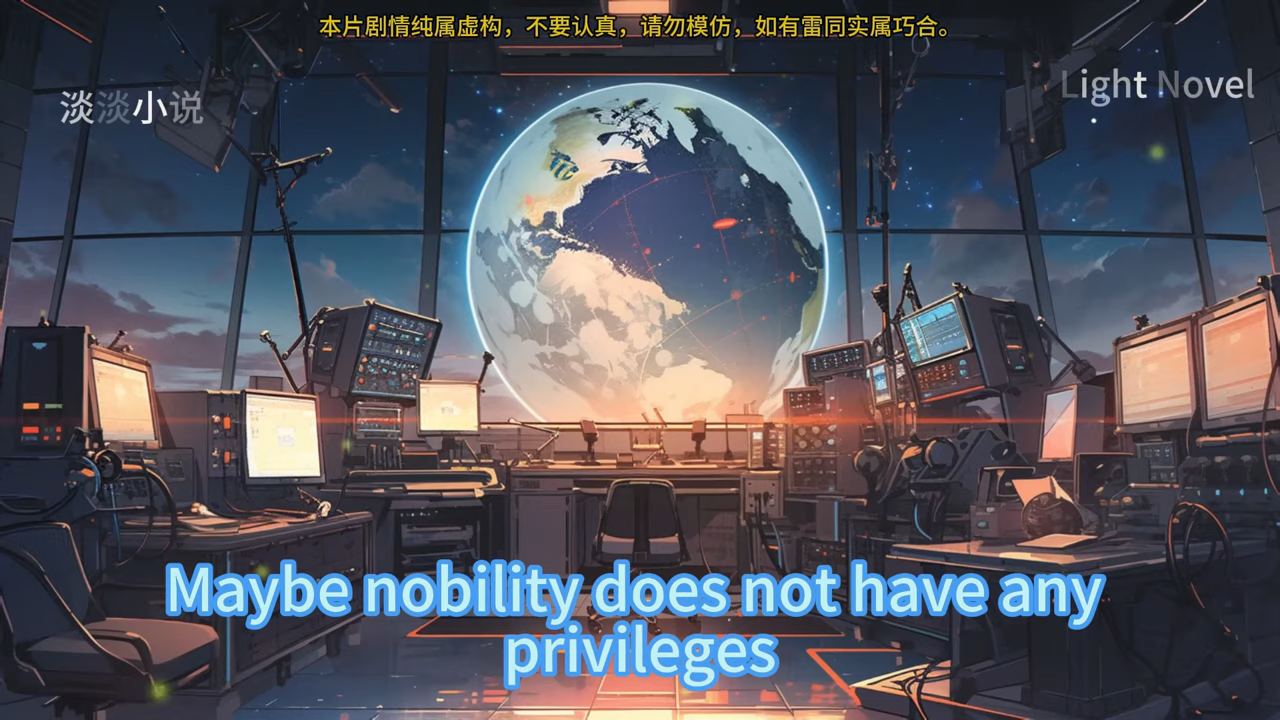 本片剧情纯属虚构，不要认真，请勿模仿，如有雷同实属巧合。
淡淡小说
Light Novel
Maybe nobility does not have any
privileges